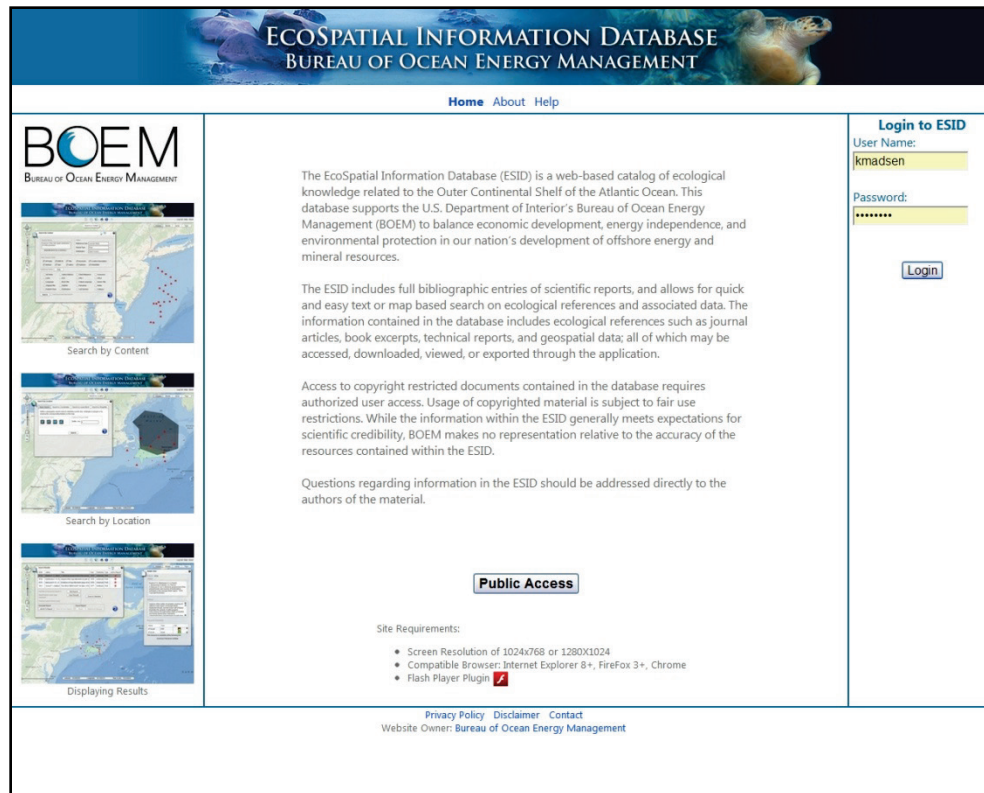 EcoSpatial Information Database
Bureau of Ocean Energy Management
Home About Help
BOEM
Bureau of Ocean Energy Management
Search by Content
Search by Location
Displaying Results
The EcoSpatial Information Database (ESID) is a web-based catalog of ecological
knowledge related to the Outer Continental Shelf of the Atlantic Ocean. This
database supports the U.S. Department of Interior's Bureau of Ocean Energy
Management (BOEM) to balance economic development, energy independence, and
environmental protection in our nation's development of offshore energy and
mineral resources.
The ESID includes full bibliographic entries of scientific reports, and allows for quick
and easy text or map based search on ecological references and associated data. The
information contained in the database includes ecological references such as journal
articles, book excerpts, technical reports, and geospatial data; all of which may be
accessed, downloaded, viewed, or exported through the application.
Access to copyright restricted documents contained in the database requires
authorized user access. Usage of copyrighted material is subject to fair use
restrictions. While the information within the ESID generally meets expectations for
scientific credibility, BOEM makes no representation relative to the accuracy of the
resources contained within the ESID.
Questions regarding information in the ESID should be addressed directly to the
authors of the material.
Public Access
Site Requirements:
• Screen Resolution of 1024x768 or 1280X1024
• Compatible Browser: Internet Explorer 8+, FireFox 3+, Chrome
• Flash Player Plugin
Login to ESID
User Name:
kmadsen
Password:
••••••••
Login
Privacy Policy Disclaimer Contact
Website Owner: Bureau of Ocean Energy Management